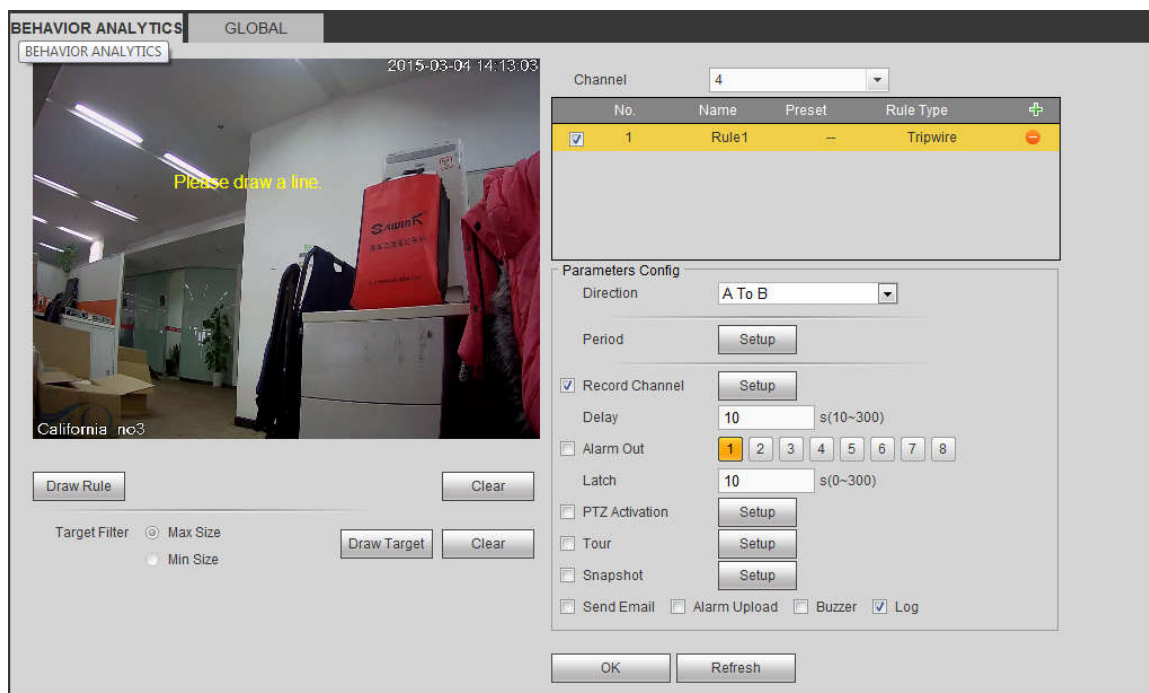 BEHAVIOR ANALYTICS
GLOBAL
BEHAVIOR ANALYTICS
2015-03-04 14:13:03
Please draw a line.
SAWINK
California no3
Draw Rule
Clear
Target Filter
Max Size
Min Size
Draw Target
Clear
Channel
4
No. Name Preset Rule Type
1 Rule1 -- Tripwire
Parameters Config
Direction
A To B
Period
Setup
Record Channel
Setup
Delay
10
s(10~300)
Alarm Out
1 2 3 4 5 6 7 8
Latch
10
s(0~300)
PTZ Activation
Setup
Tour
Setup
Snapshot
Setup
Send Email Alarm Upload Buzzer Log
OK
Refresh